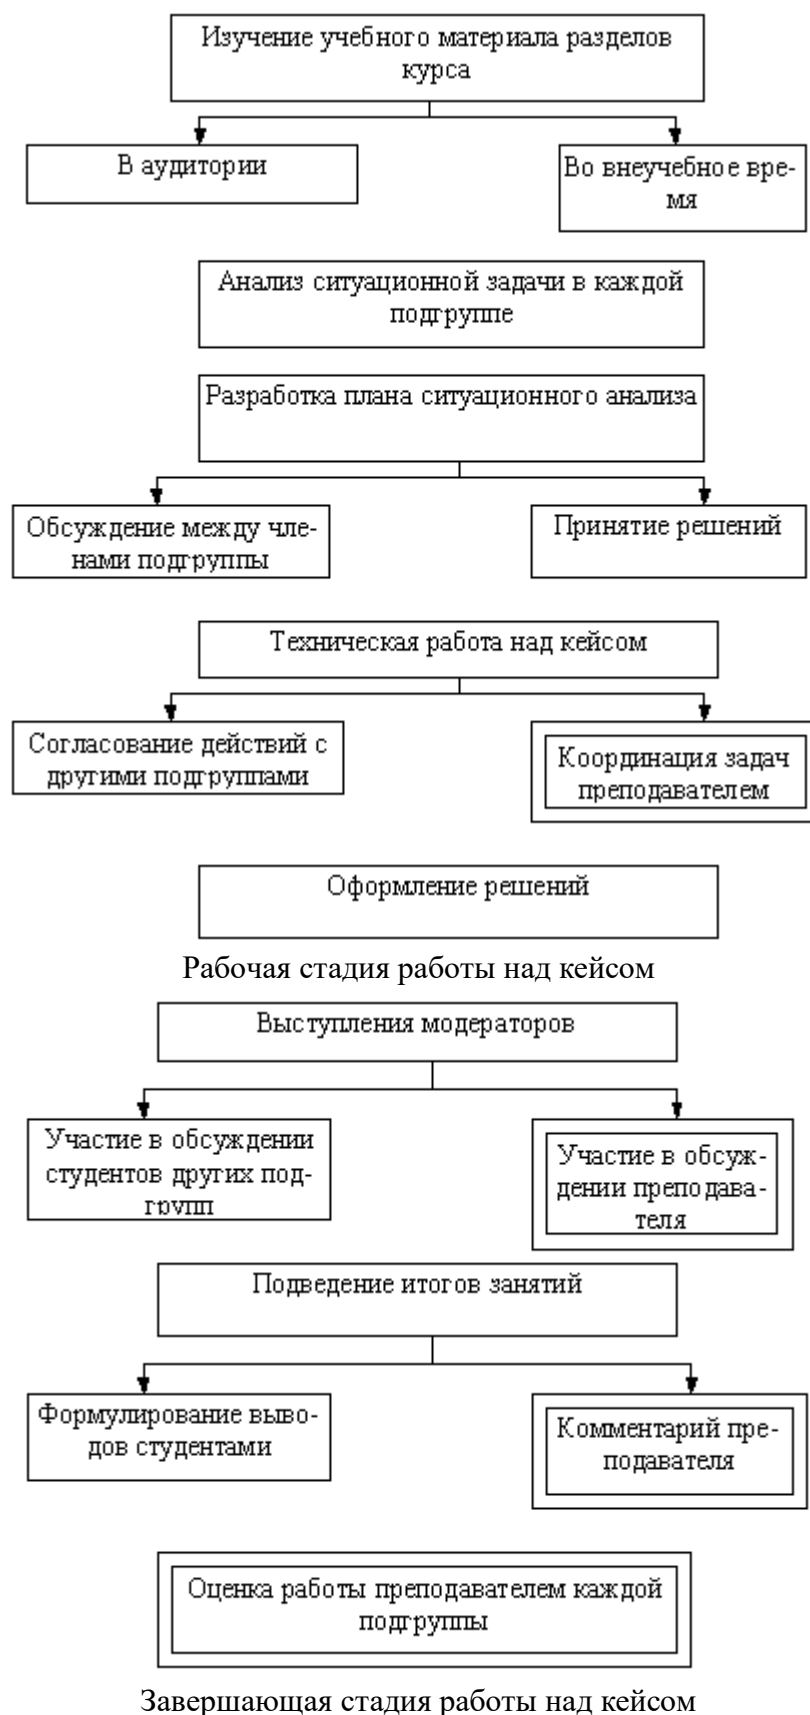 Изучение учебного материала разделов
курса
В аудитории
Во внеучебное вре-
мя
Анализ ситуационной задачи в каждой
подгруппе
Разработка плана ситуационного анализа
Обсуждение между чле-
нами подгруппы
Принятие решений
Техническая работа над кейсом
Согласование действий с
другими подгруппами
Координация задач
преподавателем
Оформление решений
Рабочая стадия работы над кейсом
Выступления модераторов
Участие в обсуждении
студентов других под-
групп
Участие в обсуж-
дении преподава-
теля
Подведение итогов занятий
Формулирование выво-
дов студентами
Комментарий пре-
подавателя
Оценка работы преподавателем каждой
подгруппы
Завершающая стадия работы над кейсом